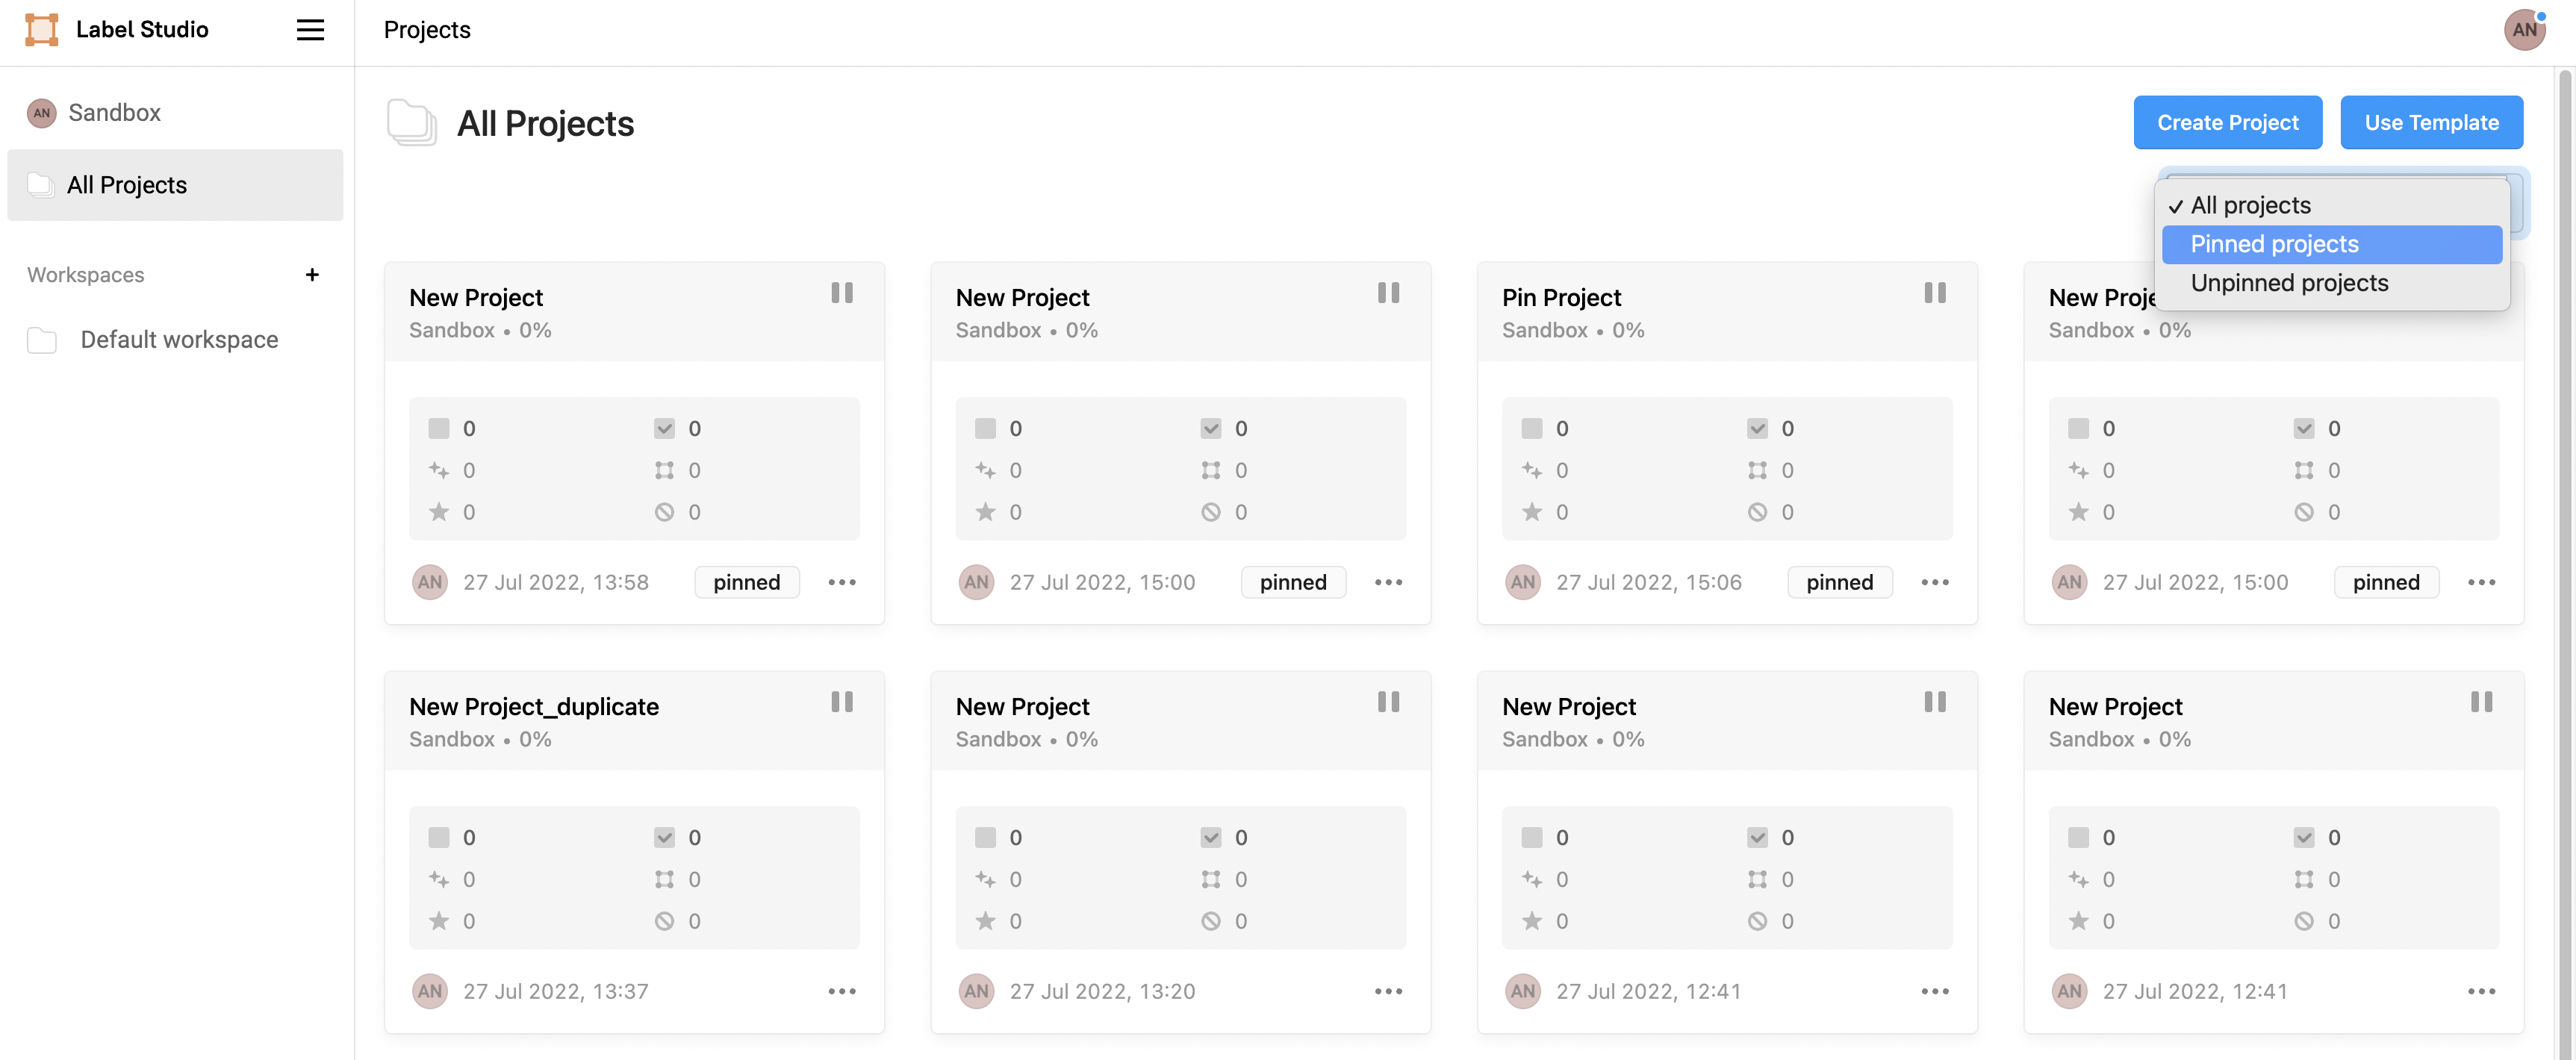 Label Studio
Projects
AN
AN Sandbox
All Projects
Workspaces +
Default workspace
All Projects
Create Project
Use Template
✓ All projects
Pinned projects
Unpinned projects
New Project
Sandbox • 0%
0 0
0 0
0 0
AN 27 Jul 2022, 13:58 pinned •••
New Project
Sandbox • 0%
0 0
0 0
0 0
AN 27 Jul 2022, 15:00 pinned •••
Pin Project
Sandbox • 0%
0 0
0 0
0 0
AN 27 Jul 2022, 15:06 pinned •••
New Proje
Sandbox • 0%
0 0
0 0
0 0
AN 27 Jul 2022, 15:00 pinned •••
New Project_duplicate
Sandbox • 0%
0 0
0 0
0 0
AN 27 Jul 2022, 13:37 •••
New Project
Sandbox • 0%
0 0
0 0
0 0
AN 27 Jul 2022, 13:20 •••
New Project
Sandbox • 0%
0 0
0 0
0 0
AN 27 Jul 2022, 12:41 •••
New Project
Sandbox • 0%
0 0
0 0
0 0
AN 27 Jul 2022, 12:41 •••